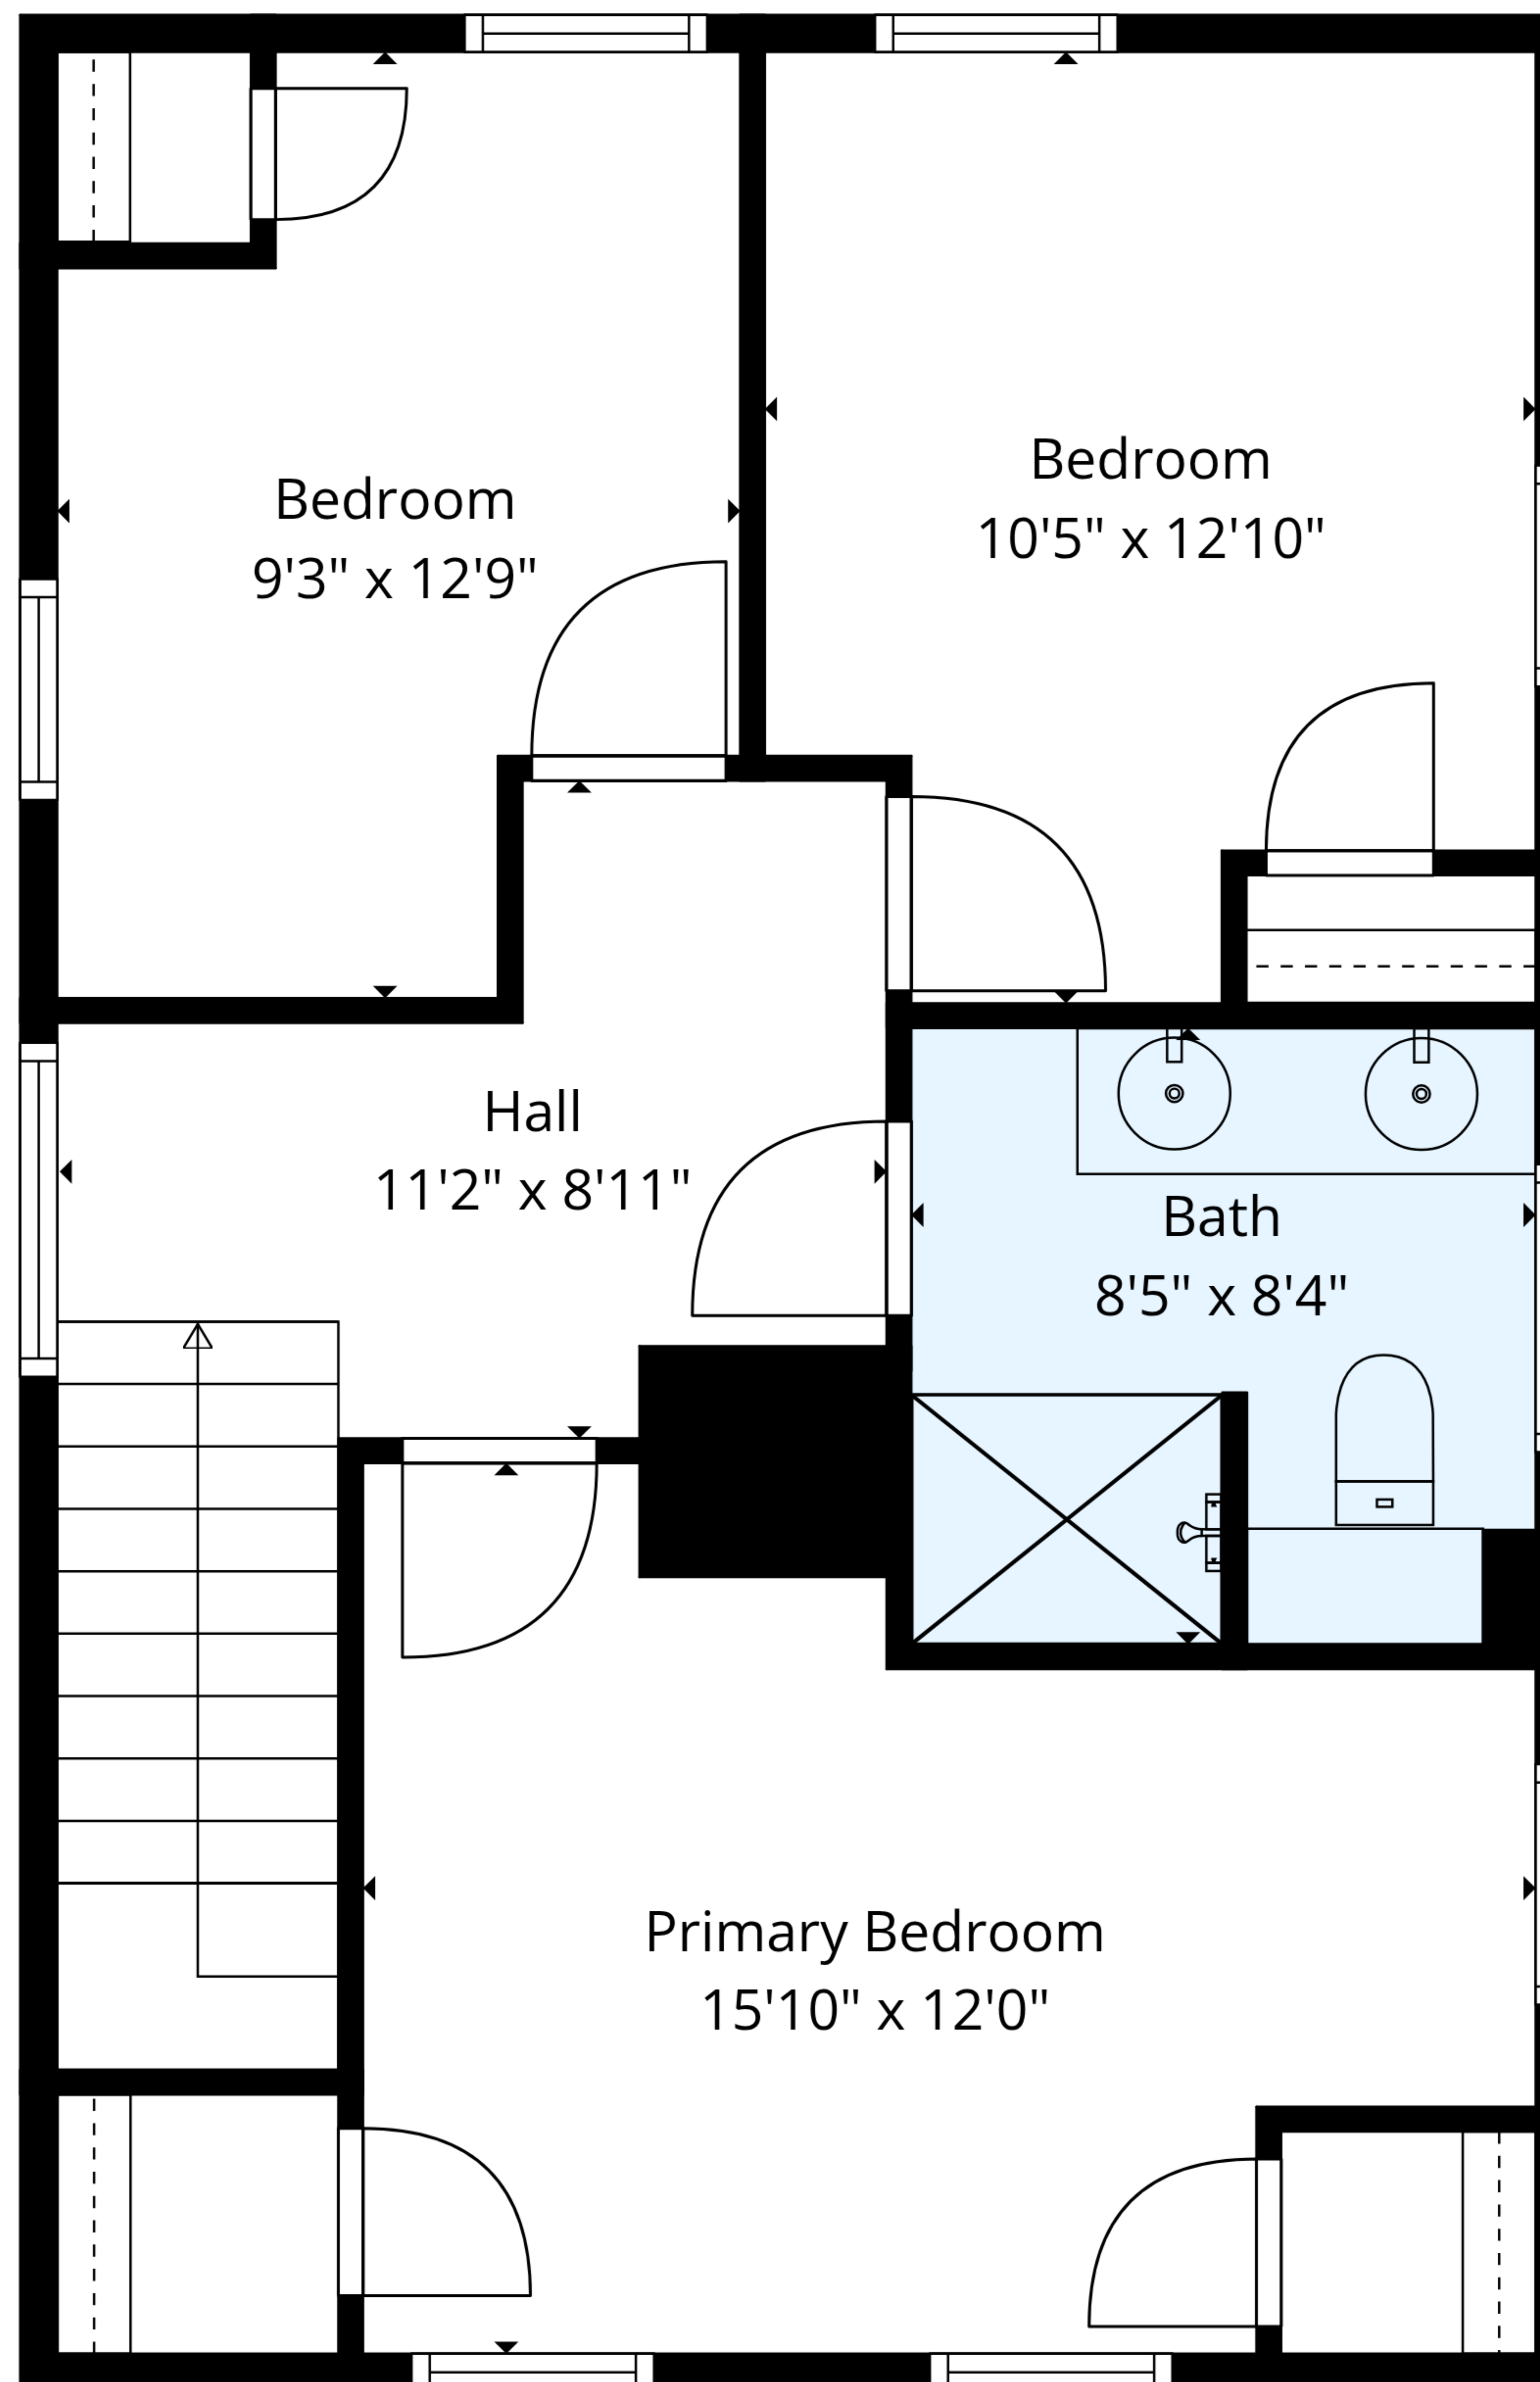 Bedroom
10'5" x 12'10"
Bedroom
9'3" x 12'9"
Hall
11'2" x 8'11"
Bath
8'5" x 8'4"
Primary Bedroom
15'10" x 12'0"